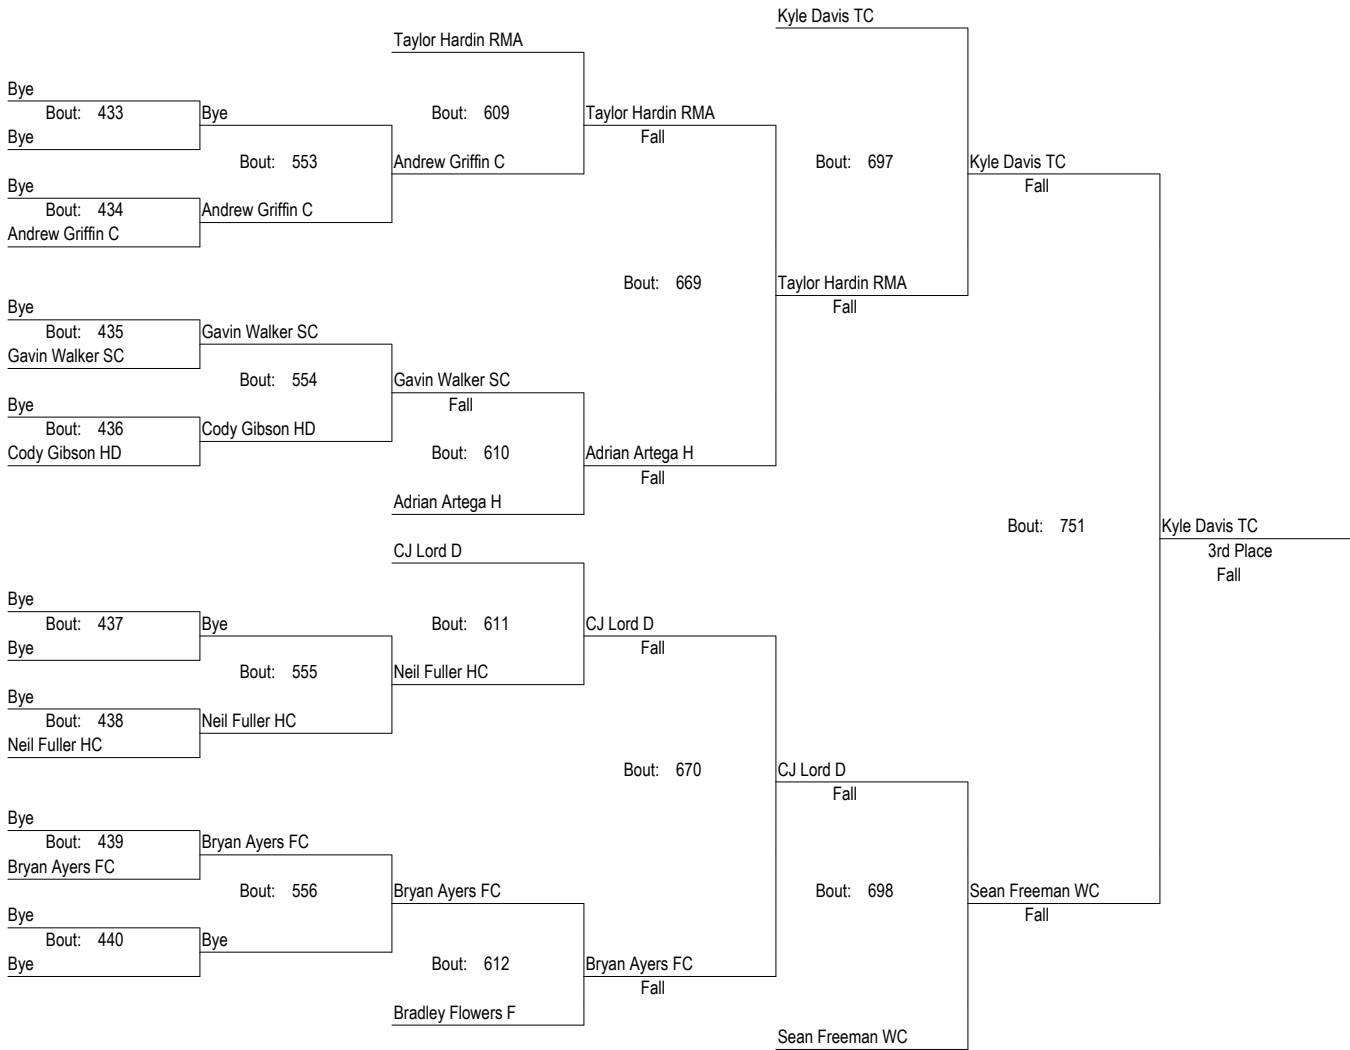 Kyle Davis TC
Taylor Hardin RMA
Bye
Bout: 433
Bye
Bout: 609
Taylor Hardin RMA
Bye
Fall
Bout: 553
Andrew Griffin C
Bout: 697
Kyle Davis TC
Bye
Fall
Bout: 434
Andrew Griffin C
Andrew Griffin C
Bout: 669
Taylor Hardin RMA
Bye
Fall
Bout: 435
Gavin Walker SC
Gavin Walker SC
Bout: 554
Gavin Walker SC
Bye
Fall
Bout: 436
Cody Gibson HD
Cody Gibson HD
Bout: 610
Adrian Artega H
Fall
Adrian Artega H
Bout: 751
Kyle Davis TC
CJ Lord D
3rd Place
Fall
Bye
Bout: 437
Bye
Bout: 611
CJ Lord D
Bye
Fall
Bout: 555
Neil Fuller HC
Bye
Bout: 438
Neil Fuller HC
Neil Fuller HC
Bout: 670
CJ Lord D
Fall
Bye
Bout: 439
Bryan Ayers FC
Bryan Ayers FC
Bout: 556
Bryan Ayers FC
Bout: 698
Sean Freeman WC
Bye
Fall
Bout: 440
Bye
Bye
Bout: 612
Bryan Ayers FC
Fall
Bradley Flowers F
Sean Freeman WC